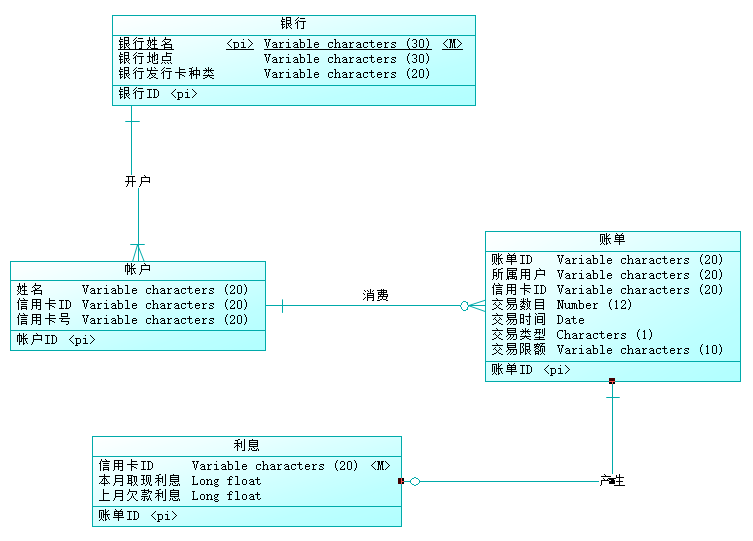 银行
银行姓名 <pi> Variable characters (30) <M>
银行地点 Variable characters (30)
银行发行卡种类 Variable characters (20)
银行ID <pi>
开户
帐户
姓名 Variable characters (20)
信用卡ID Variable characters (20)
信用卡号 Variable characters (20)
帐户ID <pi>
消费
账单
账单ID Variable characters (20)
所属用户 Variable characters (20)
信用卡ID Variable characters (20)
交易数目 Number (12)
交易时间 Date
交易类型 Characters (1)
交易限额 Variable characters (10)
账单ID <pi>
利息
信用卡ID Variable characters (20) <M>
本月取现利息 Long float
上月欠款利息 Long float
账单ID <pi>
产生